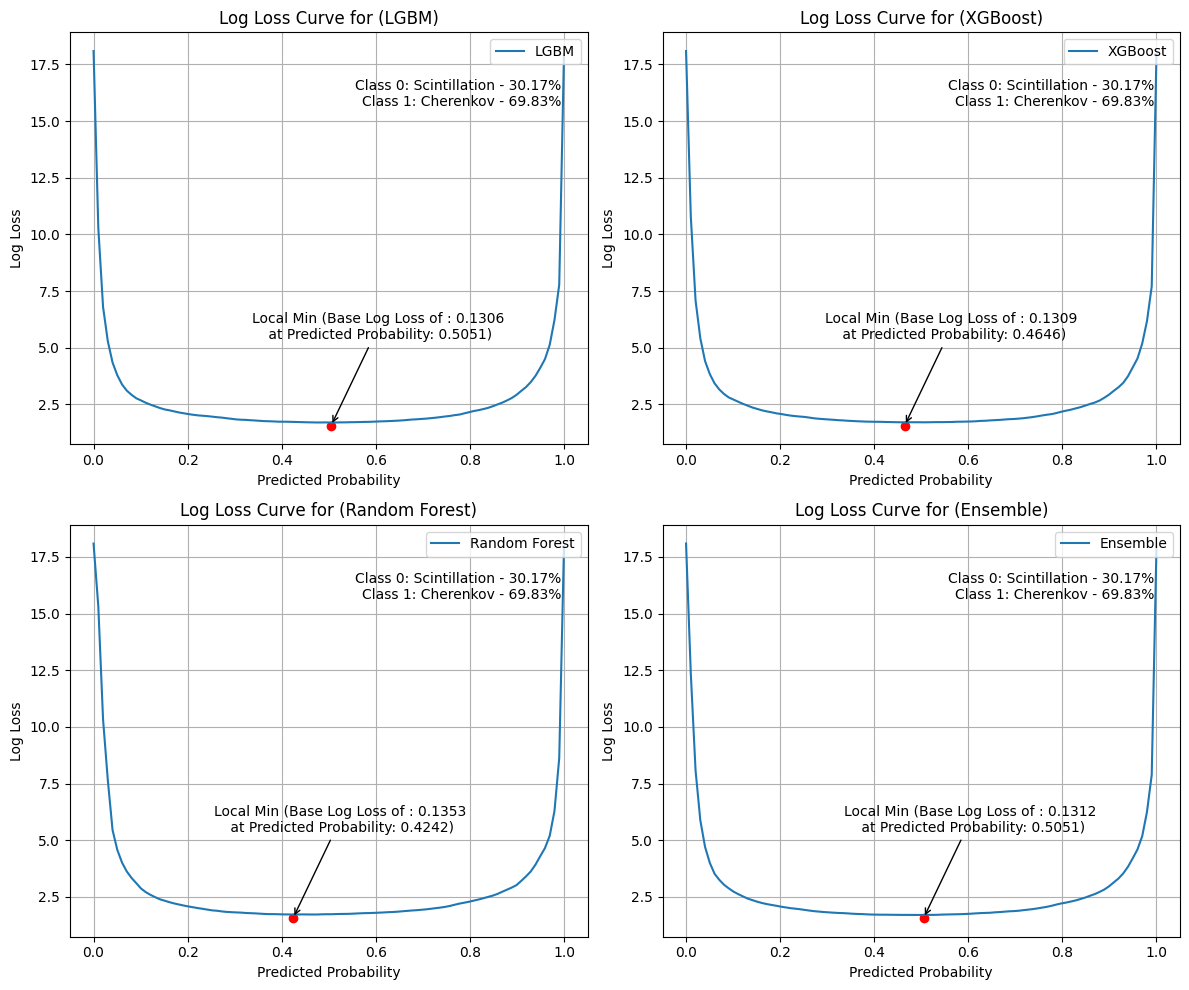 Log Loss Curve for (LGBM)
LGBM
Class 0: Scintillation - 30.17%
Class 1: Cherenkov - 69.83%
Local Min (Base Log Loss of : 0.1306
at Predicted Probability: 0.5051)
17.5
15.0
12.5
10.0
7.5
5.0
2.5
Log Loss
0.0 0.2 0.4 0.6 0.8 1.0
Predicted Probability
Log Loss Curve for (XGBoost)
XGBoost
Class 0: Scintillation - 30.17%
Class 1: Cherenkov - 69.83%
Local Min (Base Log Loss of : 0.1309
at Predicted Probability: 0.4646)
17.5
15.0
12.5
10.0
7.5
5.0
2.5
Log Loss
0.0 0.2 0.4 0.6 0.8 1.0
Predicted Probability
Log Loss Curve for (Random Forest)
Random Forest
Class 0: Scintillation - 30.17%
Class 1: Cherenkov - 69.83%
Local Min (Base Log Loss of : 0.1353
at Predicted Probability: 0.4242)
17.5
15.0
12.5
10.0
7.5
5.0
2.5
Log Loss
0.0 0.2 0.4 0.6 0.8 1.0
Predicted Probability
Log Loss Curve for (Ensemble)
Ensemble
Class 0: Scintillation - 30.17%
Class 1: Cherenkov - 69.83%
Local Min (Base Log Loss of : 0.1312
at Predicted Probability: 0.5051)
17.5
15.0
12.5
10.0
7.5
5.0
2.5
Log Loss
0.0 0.2 0.4 0.6 0.8 1.0
Predicted Probability